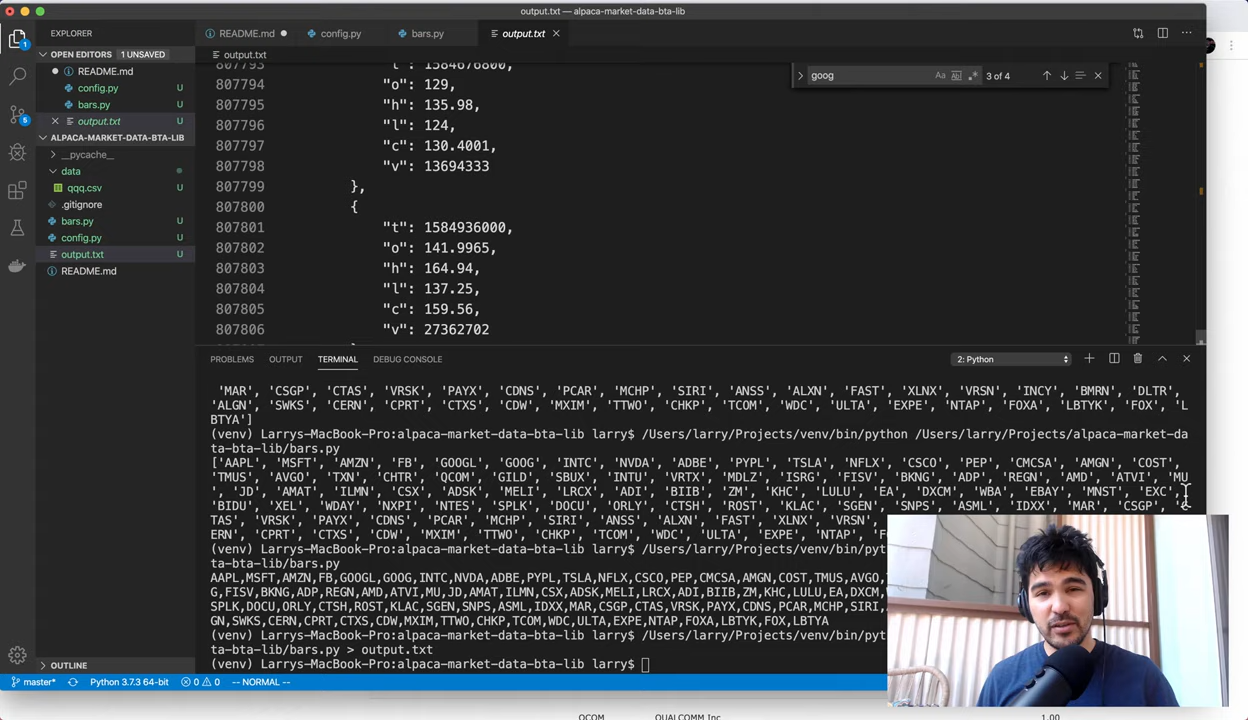 output.txt — alpaca-market-data-bta-lib
EXPLORER
README.md
config.py
bars.py
output.txt
OPEN EDITORS 1 UNSAVED
output.txt
README.md
config.py U
bars.py U
output.txt U
ALPACA-MARKET-DATA-BTA-LIB
__pycache__
data
qqq.csv U
.gitignore
bars.py U
config.py U
output.txt U
README.md
OUTLINE
goog
Aa
3 of 4
807793 "t": 1584676800,
807794 "o": 129,
807795 "h": 135.98,
807796 "l": 124,
807797 "c": 130.4001,
807798 "v": 13694333
807799 },
807800 {
807801 "t": 1584936000,
807802 "o": 141.9965,
807803 "h": 164.94,
807804 "l": 137.25,
807805 "c": 159.56,
807806 "v": 27362702
PROBLEMS OUTPUT TERMINAL DEBUG CONSOLE 2: Python
'MAR', 'CSGP', 'CTAS', 'VRSK', 'PAYX', 'CDNS', 'PCAR', 'MCHP', 'SIRI', 'ANSS', 'ALXN', 'FAST', 'XLNX', 'VRSN', 'INCY', 'BMRN', 'DLTR',
'ALGN', 'SWKS', 'CERN', 'CPRT', 'CTXS', 'CDW', 'MXIM', 'TTWO', 'CHKP', 'TCOM', 'WDC', 'ULTA', 'EXPE', 'NTAP', 'FOXA', 'LBTYK', 'FOX', 'L
BTYA']
(venv) Larrys-MacBook-Pro:alpaca-market-data-bta-lib larry$ /Users/larry/Projects/venv/bin/python /Users/larry/Projects/alpaca-market-da
ta-bta-lib/bars.py
['AAPL', 'MSFT', 'AMZN', 'FB', 'GOOGL', 'GOOG', 'INTC', 'NVDA', 'ADBE', 'PYPL', 'TSLA', 'NFLX', 'CSCO', 'PEP', 'CMCSA', 'AMGN', 'COST',
'TMUS', 'AVGO', 'TXN', 'CHTR', 'QCOM', 'GILD', 'SBUX', 'INTU', 'VRTX', 'MDLZ', 'ISRG', 'FISV', 'BKNG', 'ADP', 'REGN', 'AMD', 'ATVI', 'MU
', 'JD', 'AMAT', 'ILMN', 'CSX', 'ADSK', 'MELI', 'LRCX', 'ADI', 'BIIB', 'ZM', 'KHC', 'LULU', 'EA', 'DXCM', 'WBA', 'EBAY', 'MNST', 'EXC',
'BIDU', 'XEL', 'WDAY', 'NXPI', 'NTES', 'SPLK', 'DOCU', 'ORLY', 'CTSH', 'ROST', 'KLAC', 'SGEN', 'SNPS', 'ASML', 'IDXX', 'MAR', 'CSGP', 'C
TAS', 'VRSK', 'PAYX', 'CDNS', 'PCAR', 'MCHP', 'SIRI', 'ANSS', 'ALXN', 'FAST', 'XLNX', 'VRSN'
ERN', 'CPRT', 'CTXS', 'CDW', 'MXIM', 'TTWO', 'CHKP', 'TCOM', 'WDC', 'ULTA', 'EXPE', 'NTAP', 'F
(venv) Larrys-MacBook-Pro:alpaca-market-data-bta-lib larry$ /Users/larry/Projects/venv/bin/py
ta-bta-lib/bars.py
AAPL,MSFT,AMZN,FB,GOOGL,GOOG,INTC,NVDA,ADBE,PYPL,TSLA,NFLX,CSCO,PEP,CMCSA,AMGN,COST,TMUS,AVGO
G,FISV,BKNG,ADP,REGN,AMD,ATVI,MU,JD,AMAT,ILMN,CSX,ADSK,MELI,LRCX,ADI,BIIB,ZM,KHC,LULU,EA,DXCM
SPLK,DOCU,ORLY,CTSH,ROST,KLAC,SGEN,SNPS,ASML,IDXX,MAR,CSGP,CTAS,VRSK,PAYX,CDNS,PCAR,MCHP,SIRI
GN,SWKS,CERN,CPRT,CTXS,CDW,MXIM,TTWO,CHKP,TCOM,WDC,ULTA,EXPE,NTAP,FOXA,LBTYK,FOX,LBTYA
(venv) Larrys-MacBook-Pro:alpaca-market-data-bta-lib larry$ /Users/larry/Projects/venv/bin/py
ta-bta-lib/bars.py > output.txt
(venv) Larrys-MacBook-Pro:alpaca-market-data-bta-lib larry$
master* Python 3.7.3 64-bit 0 0 -- NORMAL --
QCOM QUALCOMM Inc 1.00